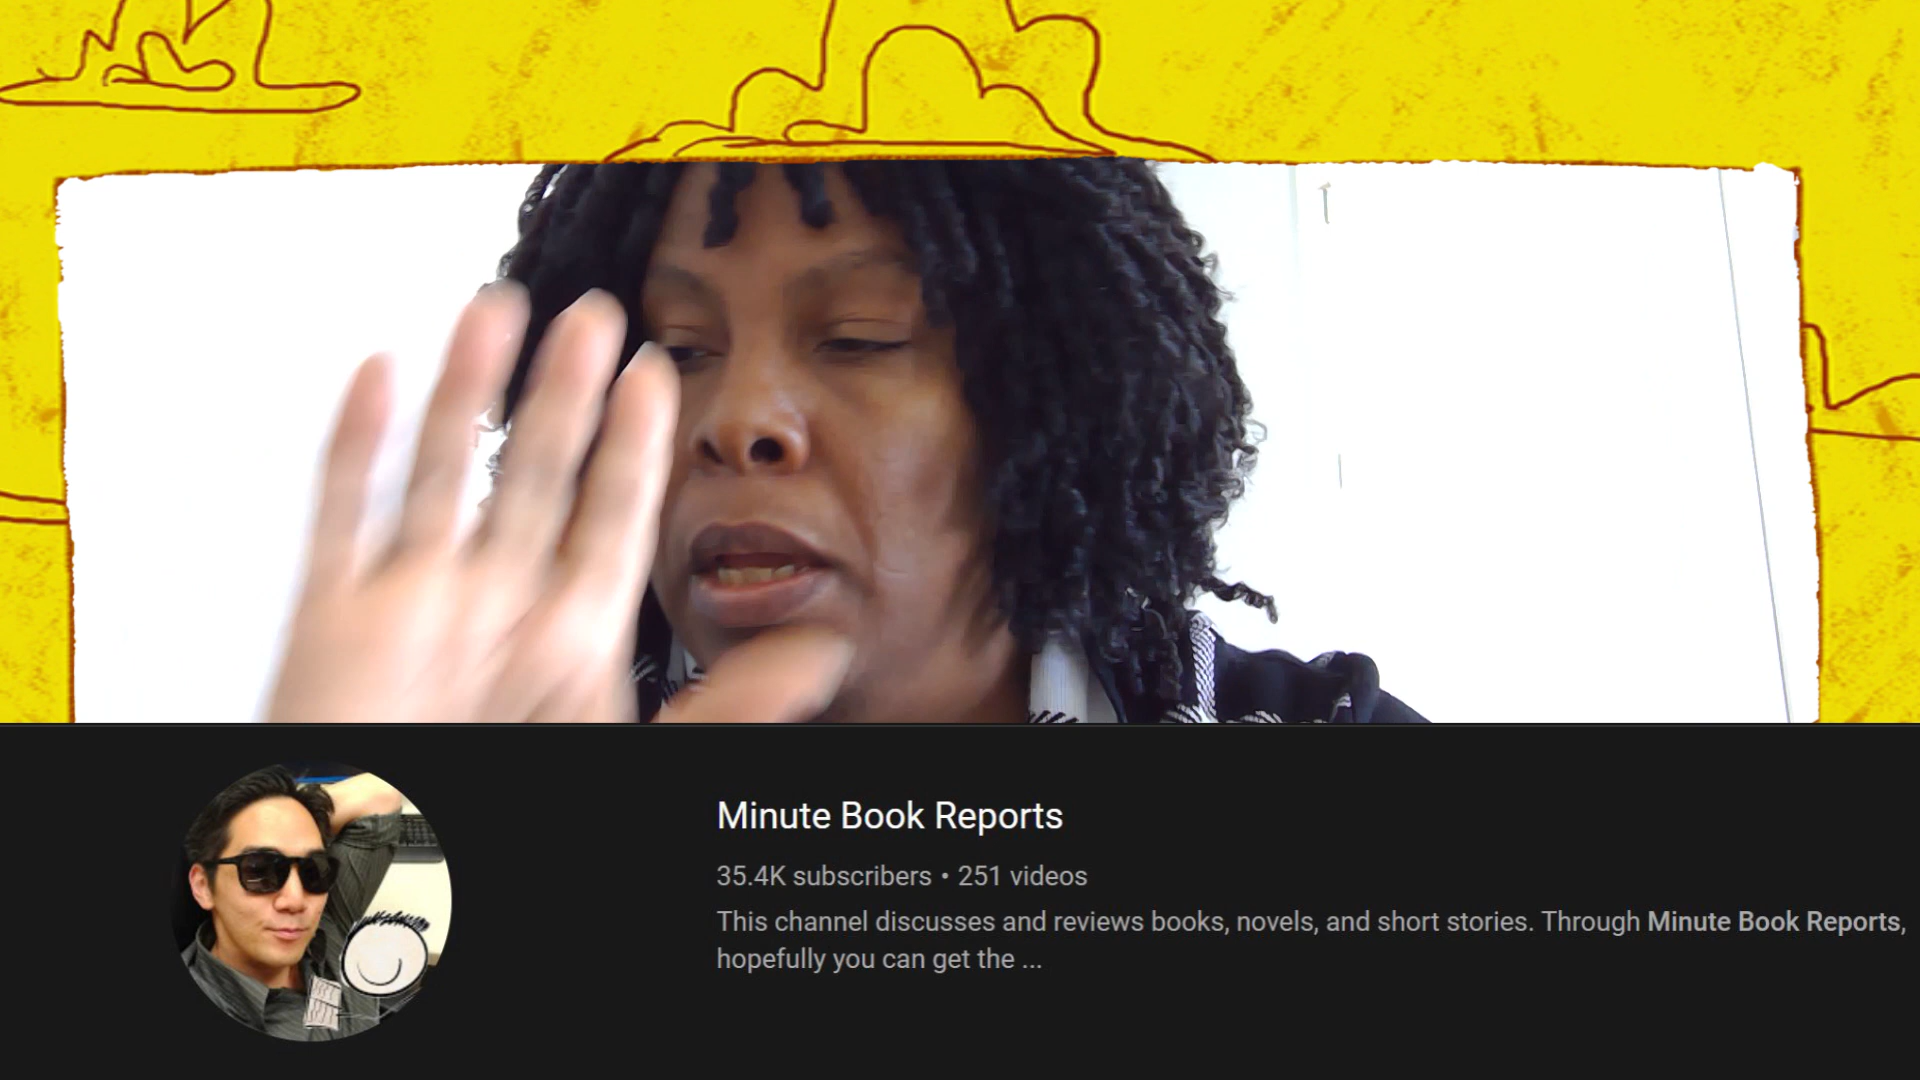 Minute Book Reports
35.4K subscribers • 251 videos
This channel discusses and reviews books, novels, and short stories. Through Minute Book Reports,
hopefully you can get the ...